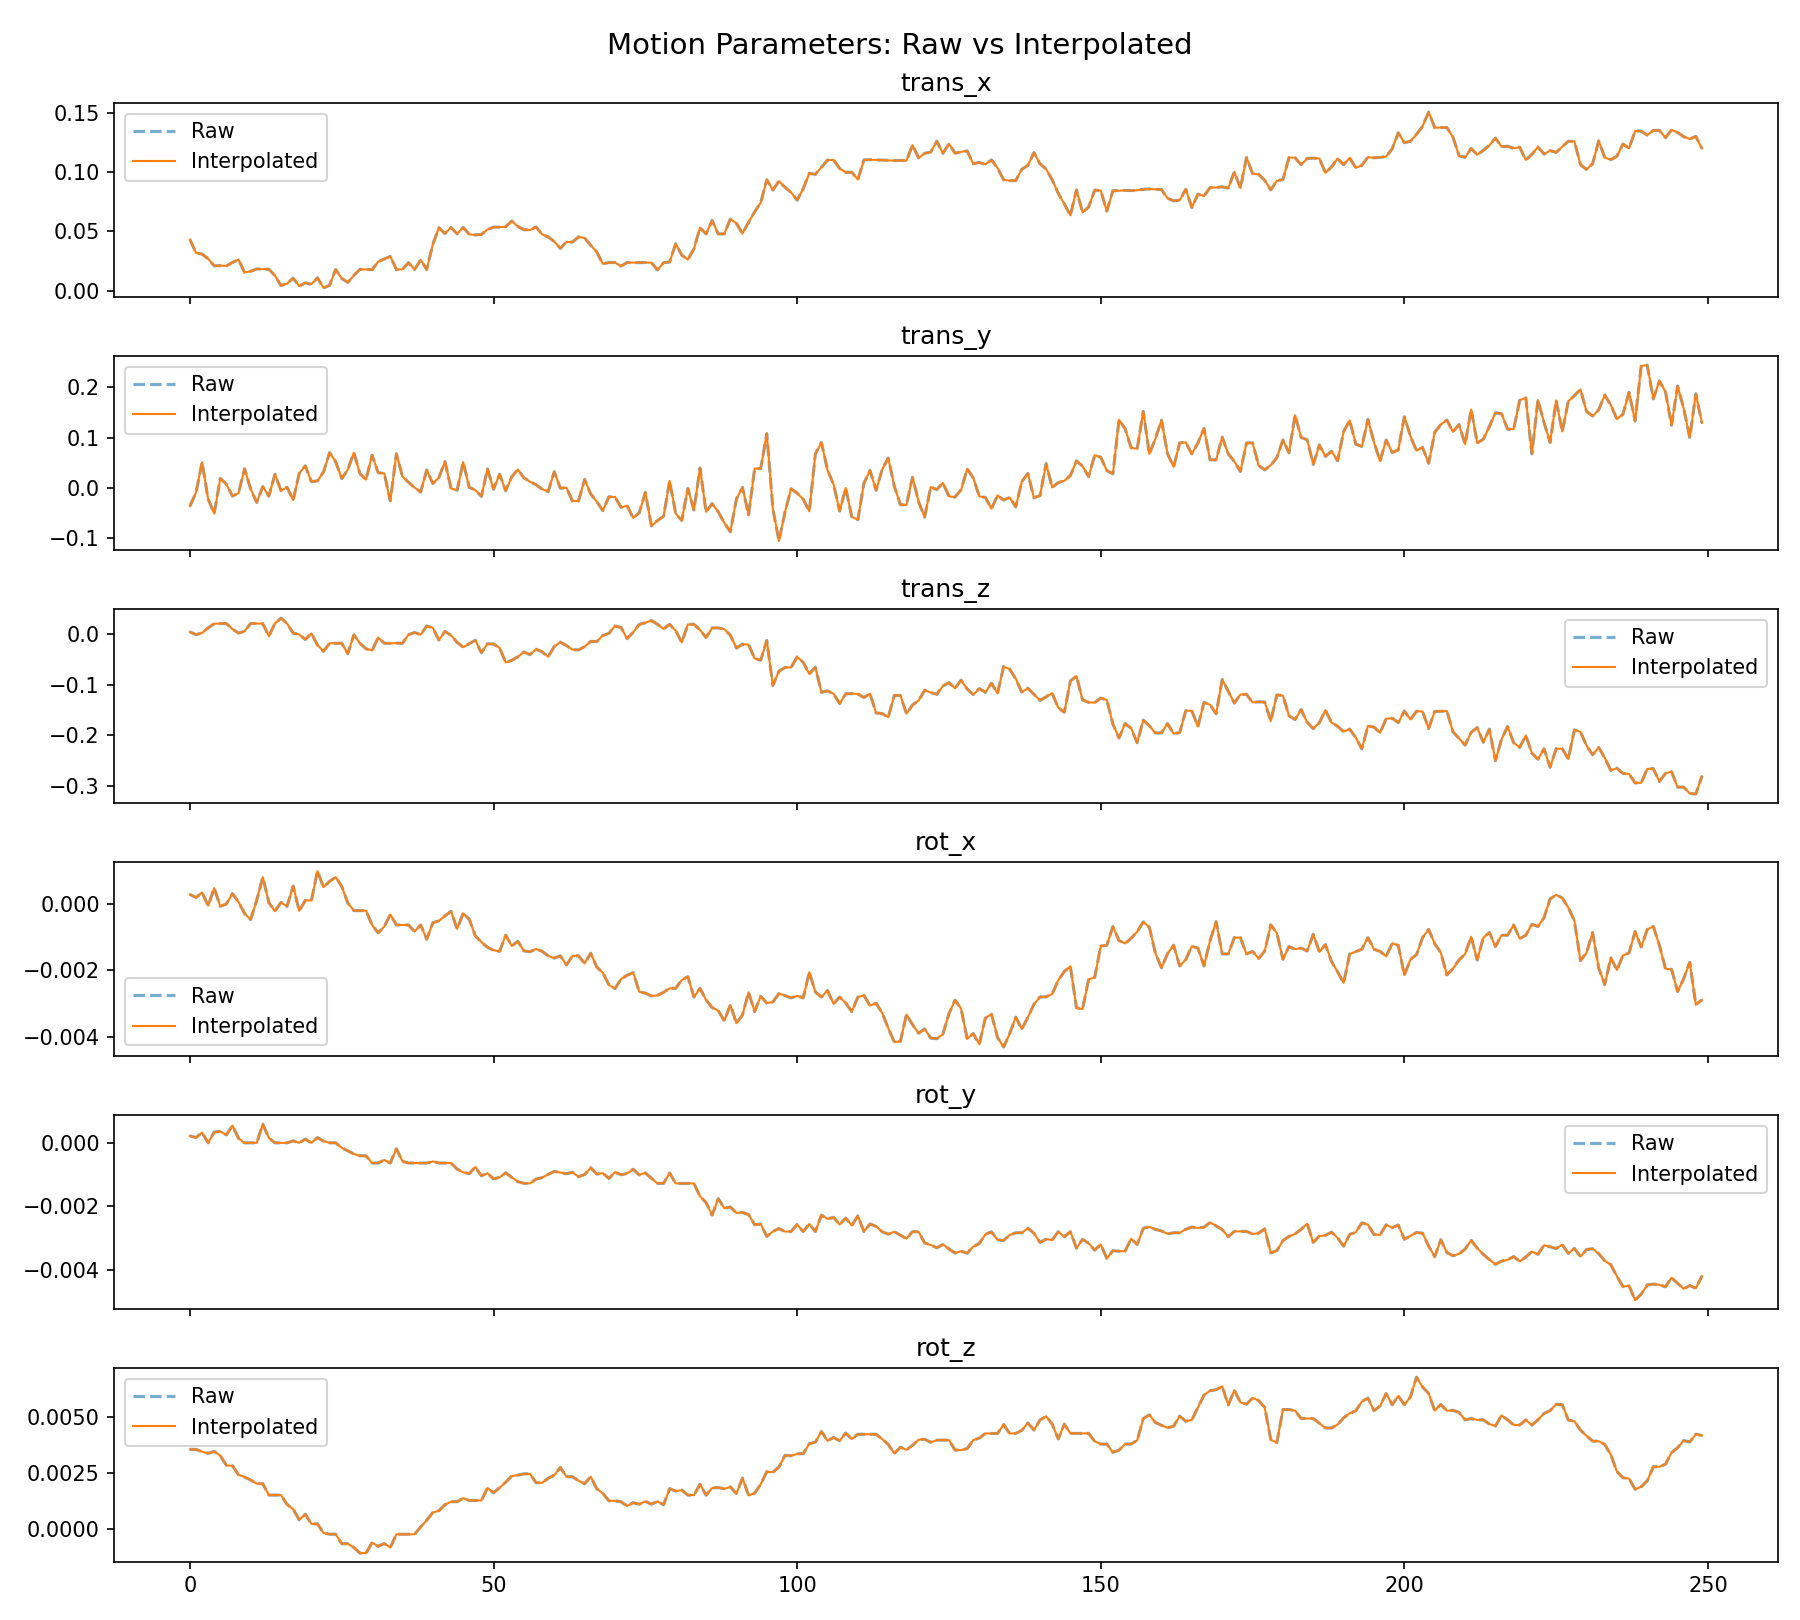 Motion Parameters: Raw vs Interpolated
trans_x
0.15
0.10
0.05
0.00
Raw
Interpolated
trans_y
0.2
0.1
0.0
−0.1
Raw
Interpolated
trans_z
0.0
−0.1
−0.2
−0.3
Raw
Interpolated
rot_x
0.000
−0.002
−0.004
Raw
Interpolated
rot_y
0.000
−0.002
−0.004
Raw
Interpolated
rot_z
0.0050
0.0025
0.0000
Raw
Interpolated
0 50 100 150 200 250